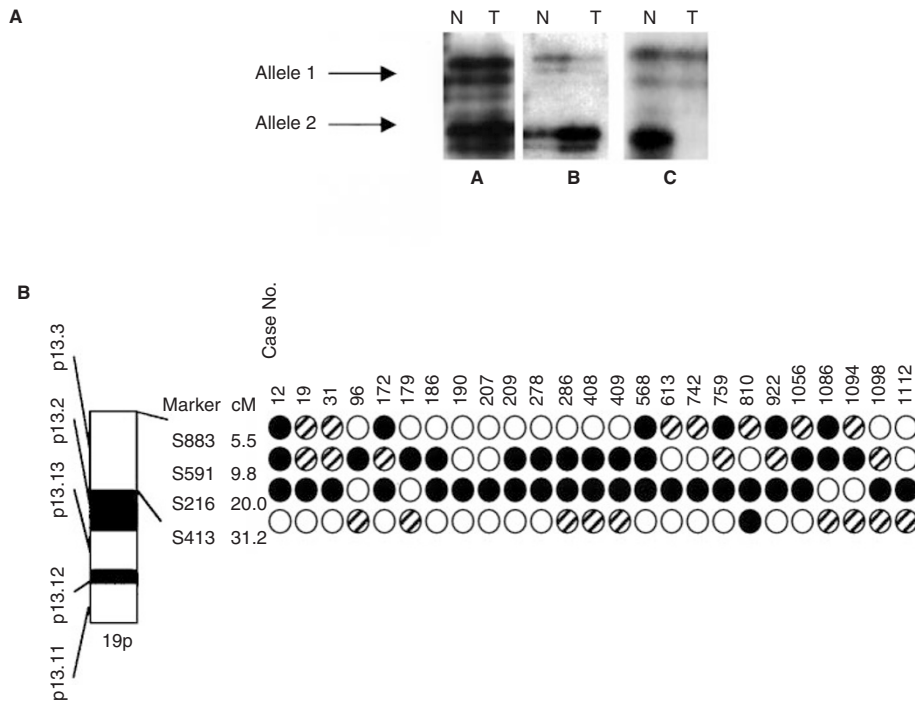 A
N T N T N T
Allele 1
Allele 2
A B C
B
p13.3
p13.2
p13.13
p13.12
p13.11
19p
Case No.
12 19 31 96 172 179 186 190 207 209 278 286 408 409 568 613 742 759 810 922 1056 1086 1094 1098 1112
Marker cM
S883 5.5
S591 9.8
S216 20.0
S413 31.2